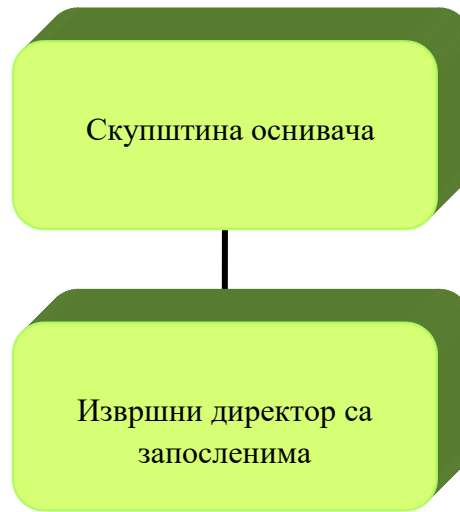 Скупштина оснивача
Извршни директор са
запосленима